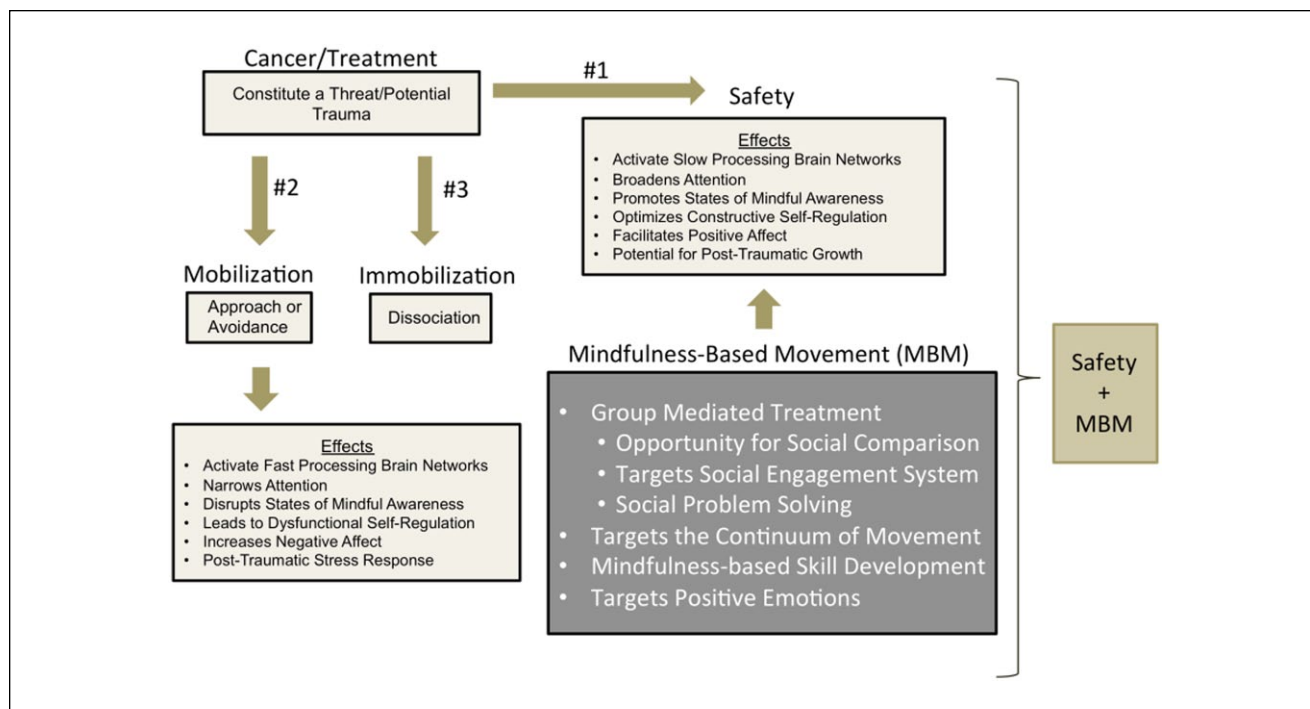 Cancer/Treatment
Constitute a Threat/Potential
Trauma
#1
Safety
Effects
• Activate Slow Processing Brain Networks
• Broadens Attention
• Promotes States of Mindful Awareness
• Optimizes Constructive Self-Regulation
• Facilitates Positive Affect
• Potential for Post-Traumatic Growth
#2
#3
Mobilization
Approach or
Avoidance
Immobilization
Dissociation
Effects
• Activate Fast Processing Brain Networks
• Narrows Attention
• Disrupts States of Mindful Awareness
• Leads to Dysfunctional Self-Regulation
• Increases Negative Affect
• Post-Traumatic Stress Response
Mindfulness-Based Movement (MBM)
• Group Mediated Treatment
• Opportunity for Social Comparison
• Targets Social Engagement System
• Social Problem Solving
• Targets the Continuum of Movement
• Mindfulness-based Skill Development
• Targets Positive Emotions
Safety
+
MBM